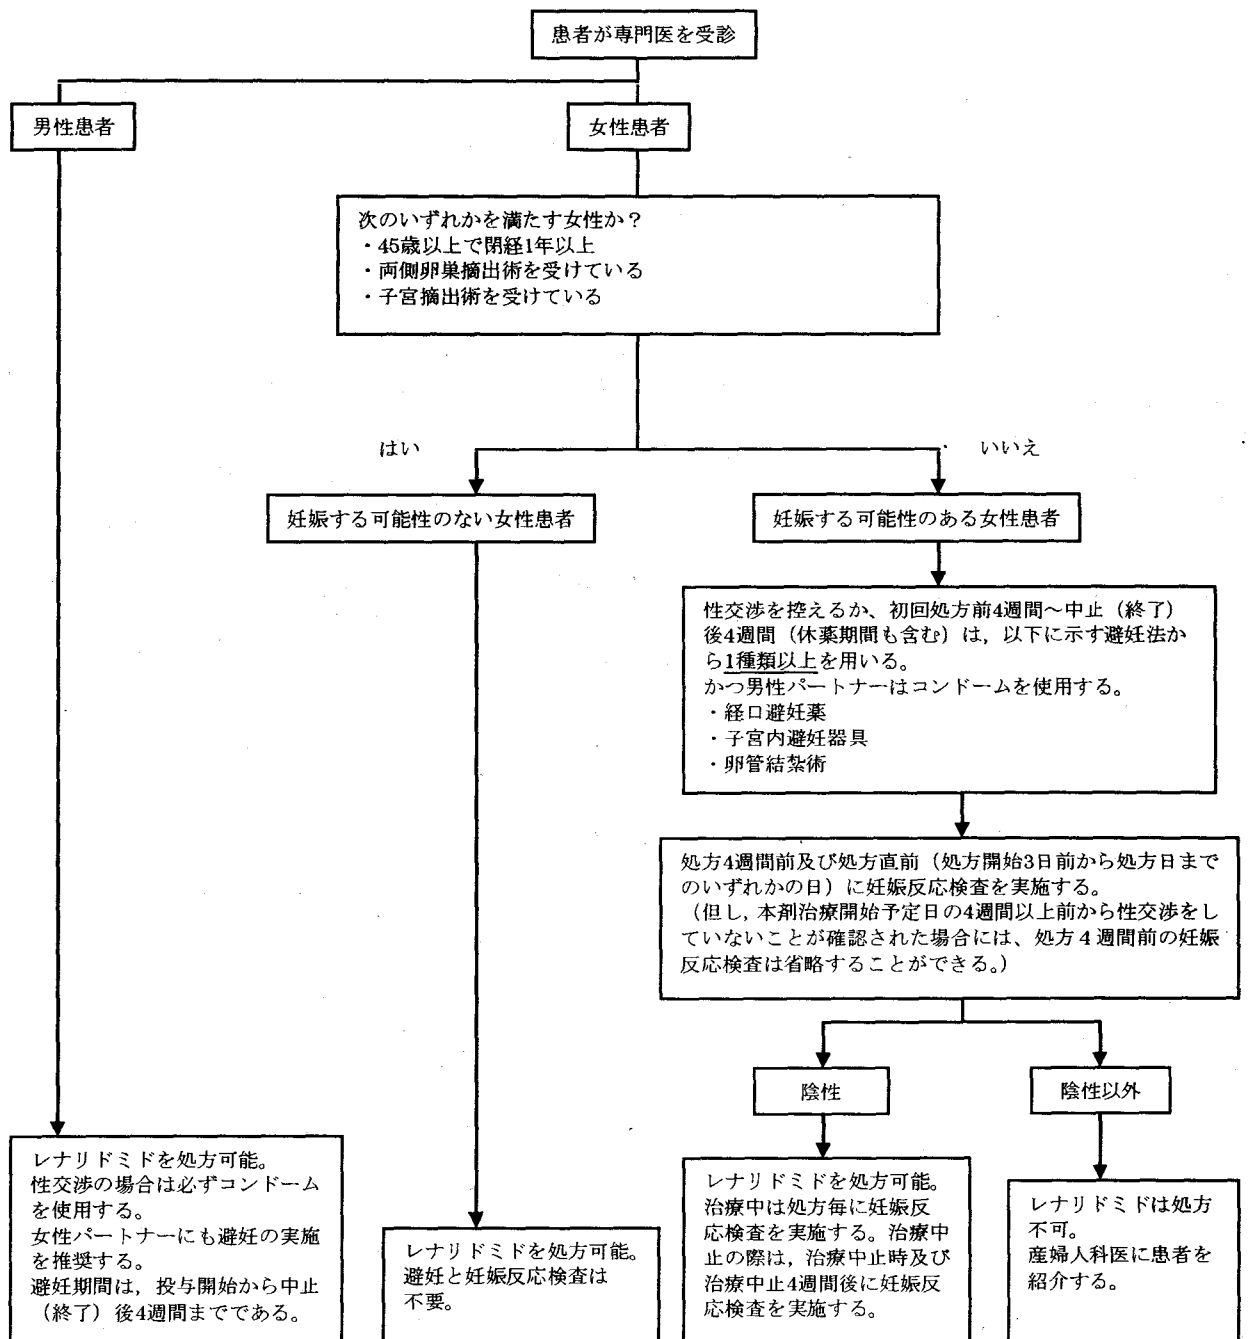 患者が専門医を受診
男性患者
女性患者
次のいずれかを満たす女性か？
・45歳以上で閉経1年以上
・両側卵巣摘出術を受けている
・子宮摘出術を受けている
はい
いいえ
妊娠する可能性のない女性患者
妊娠する可能性のある女性患者
性交渉を控えるか、初回処方前4週間～中止（終了）
後4週間（休薬期間も含む）は，以下に示す避妊法か
ら1種類以上を用いる。
かつ男性パートナーはコンドームを使用する。
・経口避妊薬
・子宮内避妊器具
・卵管結紮術
処方4週間前及び処方直前（処方開始3日前から処方日まで
のいずれかの日）に妊娠反応検査を実施する。
（但し，本剤治療開始予定日の4週間以上前から性交渉をし
ていないことが確認された場合には、処方４週間前の妊娠
反応検査は省略することができる。）
陰性
陰性以外
レナリドミドを処方可能。
性交渉の場合は必ずコンドーム
を使用する。
女性パートナーにも避妊の実施
を推奨する。
避妊期間は，投与開始から中止
（終了）後4週間までである。
レナリドミドを処方可能。
避妊と妊娠反応検査は
不要。
レナリドミドを処方可能。
治療中は処方毎に妊娠反
応検査を実施する。治療中
止の際は，治療中止時及び
治療中止4週間後に妊娠反
応検査を実施する。
レナリドミドは処方
不可。
産婦人科医に患者を
紹介する。